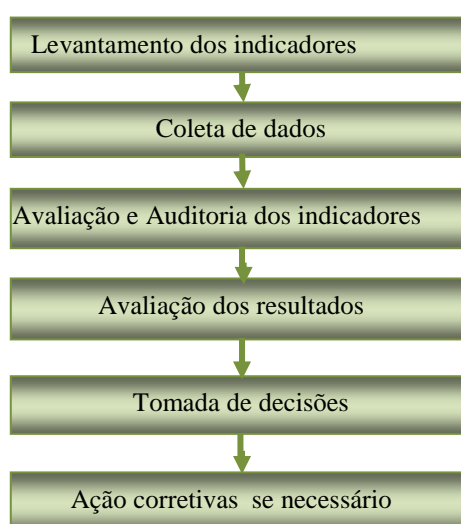 Levantamento dos indicadores
Coleta de dados
Avaliação e Auditoria dos indicadores
Avaliação dos resultados
Tomada de decisões
Ação corretivas se necessário